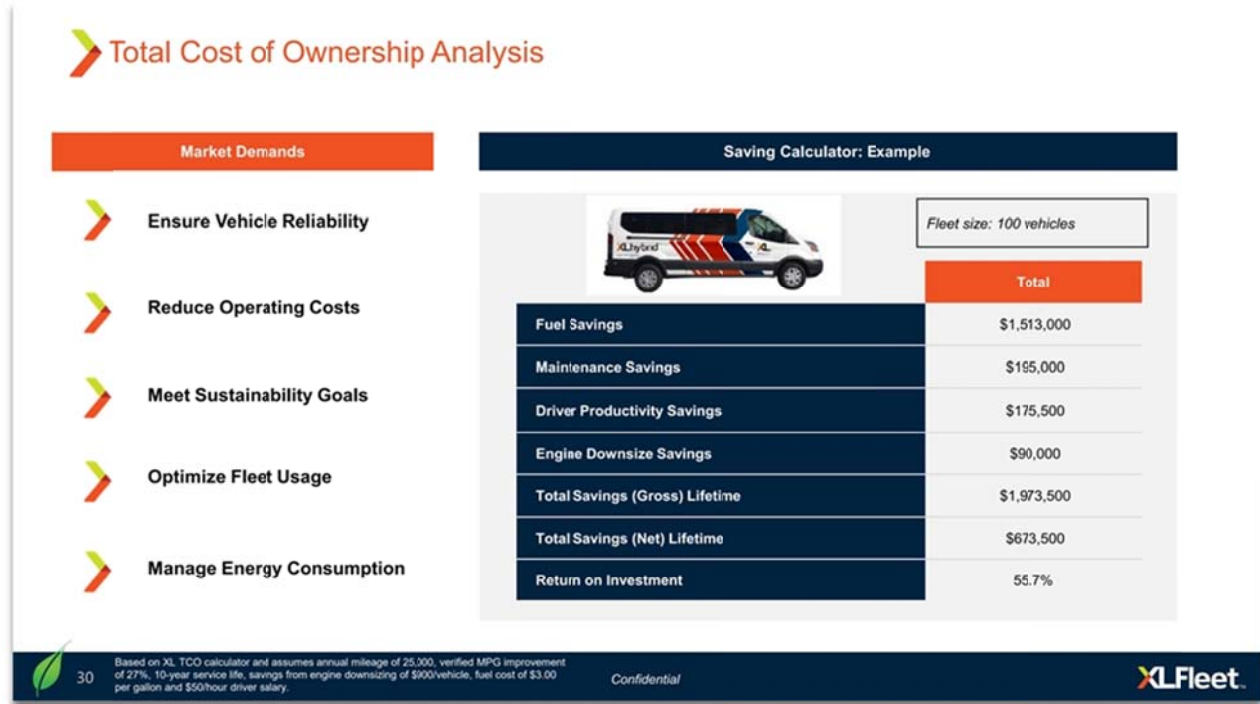 Total Cost of Ownership Analysis
Market Demands
Ensure Vehicle Reliability
Reduce Operating Costs
Meet Sustainability Goals
Optimize Fleet Usage
Manage Energy Consumption
Saving Calculator: Example
XLhybrid
XL
Fleet size: 100 vehicles
Total
Fuel Savings $1,513,000
Maintenance Savings $195,000
Driver Productivity Savings $175,500
Engine Downsize Savings $90,000
Total Savings (Gross) Lifetime $1,973,500
Total Savings (Net) Lifetime $673,500
Return on Investment 55.7%
30
Based on XL TCO calculator and assumes annual mileage of 25,000, verified MPG improvement
of 27%, 10-year service life, savngs from engine downsizing of $900/vehicle, fuel cost of $3.00
per gallon and $50/hour driver salary.
Confidential
XLFleet